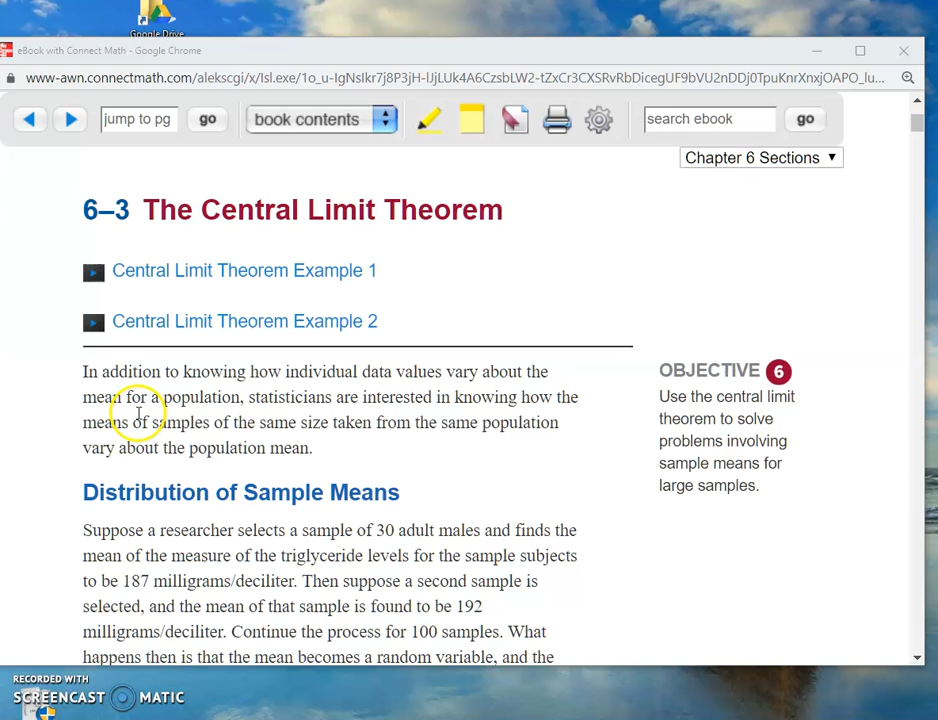 Google Drive
eBook with Connect Math - Google Chrome
www-awn.connectmath.com/alekscgi/x/Isl.exe/1o_u-IgNsIkr7j8P3jH-lJjLUk4A6CzsbLW2-tZxCr3CXSRvRbDicegUF9bVU2nDDj0TpuKnrXnxjOAPO_lu...
jump to pg
go
book contents
search ebook
go
Chapter 6 Sections
6–3 The Central Limit Theorem
Central Limit Theorem Example 1
Central Limit Theorem Example 2
In addition to knowing how individual data values vary about the
mean for a population, statisticians are interested in knowing how the
means of samples of the same size taken from the same population
vary about the population mean.
OBJECTIVE 6
Use the central limit
theorem to solve
problems involving
sample means for
large samples.
Distribution of Sample Means
Suppose a researcher selects a sample of 30 adult males and finds the
mean of the measure of the triglyceride levels for the sample subjects
to be 187 milligrams/deciliter. Then suppose a second sample is
selected, and the mean of that sample is found to be 192
milligrams/deciliter. Continue the process for 100 samples. What
happens then is that the mean becomes a random variable, and the
RECORDED WITH
SCREENCAST MATIC